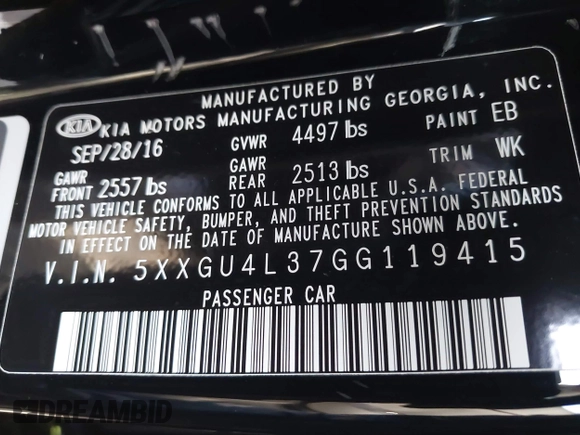 MANUFACTURED BY
KIA KIA MOTORS MANUFACTURING GEORGIA, INC.
SEP/28/16 GVWR 4497 lbs PAINT EB
GAWR FRONT 2557 lbs GAWR REAR 2513 lbs TRIM WK
THIS VEHICLE CONFORMS TO ALL APPLICABLE U.S.A. FEDERAL
MOTOR VEHICLE SAFETY, BUMPER, AND THEFT PREVENTION STANDARDS
IN EFFECT ON THE DATE OF MANUFACTURE SHOWN ABOVE.
V.I.N. 5XXGU4L37GG119415
PASSENGER CAR
DREAMBID